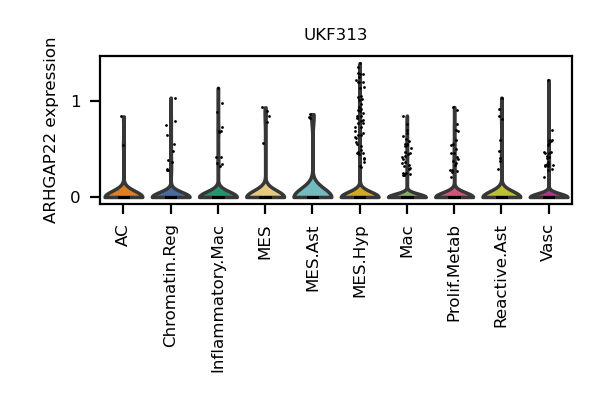 UKF313
ARHGAP22 expression
1
0
AC
Chromatin.Reg
Inflammatory.Mac
MES
MES.Ast
MES.Hyp
Mac
Prolif.Metab
Reactive.Ast
Vasc